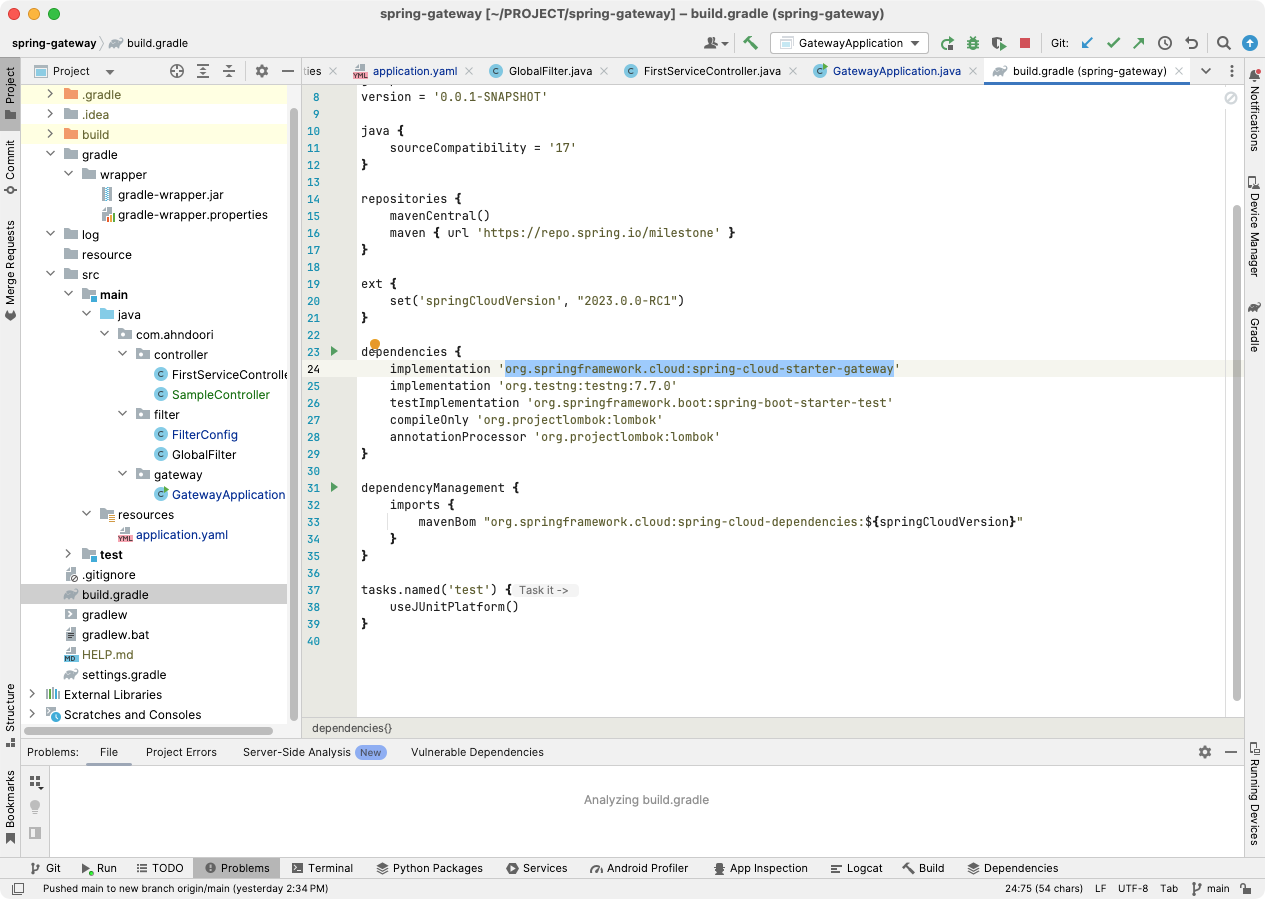 spring-gateway [~/PROJECT/spring-gateway] – build.gradle (spring-gateway)
spring-gateway
build.gradle
GatewayApplication
Git:
Project
Commit
Merge Requests
Structure
Bookmarks
Project
.gradle
.idea
build
gradle
wrapper
gradle-wrapper.jar
gradle-wrapper.properties
log
resource
src
main
java
com.ahndoori
controller
FirstServiceControlle
SampleController
filter
FilterConfig
GlobalFilter
gateway
GatewayApplication
resources
application.yaml
test
.gitignore
build.gradle
gradlew
gradlew.bat
HELP.md
settings.gradle
External Libraries
Scratches and Consoles
ties
application.yaml
GlobalFilter.java
FirstServiceController.java
GatewayApplication.java
build.gradle (spring-gateway)
8 version = '0.0.1-SNAPSHOT'
9
10 java {
11 sourceCompatibility = '17'
12 }
13
14 repositories {
15 mavenCentral()
16 maven { url 'https://repo.spring.io/milestone' }
17 }
18
19 ext {
20 set('springCloudVersion', "2023.0.0-RC1")
21 }
22
23 dependencies {
24 implementation 'org.springframework.cloud:spring-cloud-starter-gateway'
25 implementation 'org.testng:testng:7.7.0'
26 testImplementation 'org.springframework.boot:spring-boot-starter-test'
27 compileOnly 'org.projectlombok:lombok'
28 annotationProcessor 'org.projectlombok:lombok'
29 }
30
31 dependencyManagement {
32 imports {
33 mavenBom "org.springframework.cloud:spring-cloud-dependencies:${springCloudVersion}"
34 }
35 }
36
37 tasks.named('test') { Task it ->
38 useJUnitPlatform()
39 }
40
dependencies{}
Notifications
Device Manager
Gradle
Running Devices
Problems: File Project Errors Server-Side Analysis New Vulnerable Dependencies
Analyzing build.gradle
Git Run TODO Problems Terminal Python Packages Services Android Profiler App Inspection Logcat Build Dependencies
Pushed main to new branch origin/main (yesterday 2:34 PM)
24:75 (54 chars) LF UTF-8 Tab main